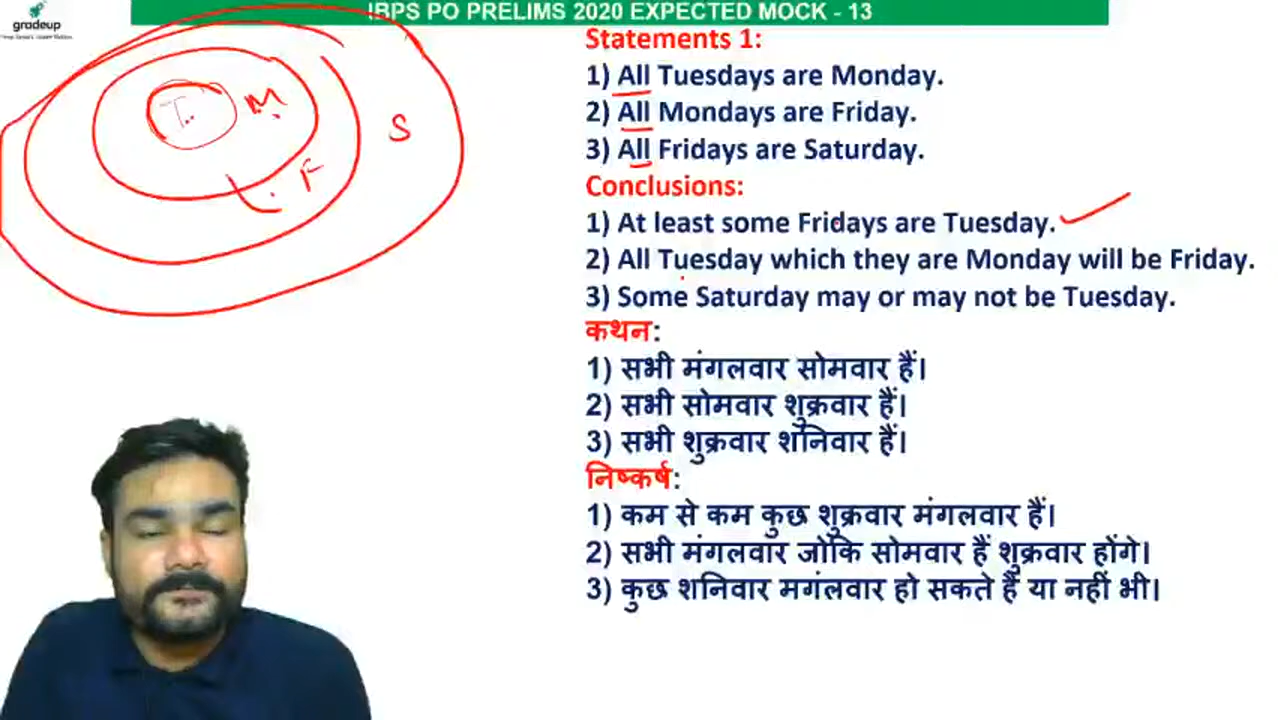 gradeup
IBPS PO PRELIMS 2020 EXPECTED MOCK - 13
T
M
F
S
Statements 1:
1) All Tuesdays are Monday.
2) All Mondays are Friday.
3) All Fridays are Saturday.
Conclusions:
1) At least some Fridays are Tuesday.
2) All Tuesday which they are Monday will be Friday.
3) Some Saturday may or may not be Tuesday.
कथन:
1) सभी मंगलवार सोमवार हैं।
2) सभी सोमवार शुक्रवार हैं।
3) सभी शुक्रवार शनिवार हैं।
निष्कर्ष:
1) कम से कम कुछ शुक्रवार मंगलवार हैं।
2) सभी मंगलवार जोकि सोमवार हैं शुक्रवार होंगे।
3) कुछ शनिवार मगंलवार हो सकते हैं या नहीं भी।